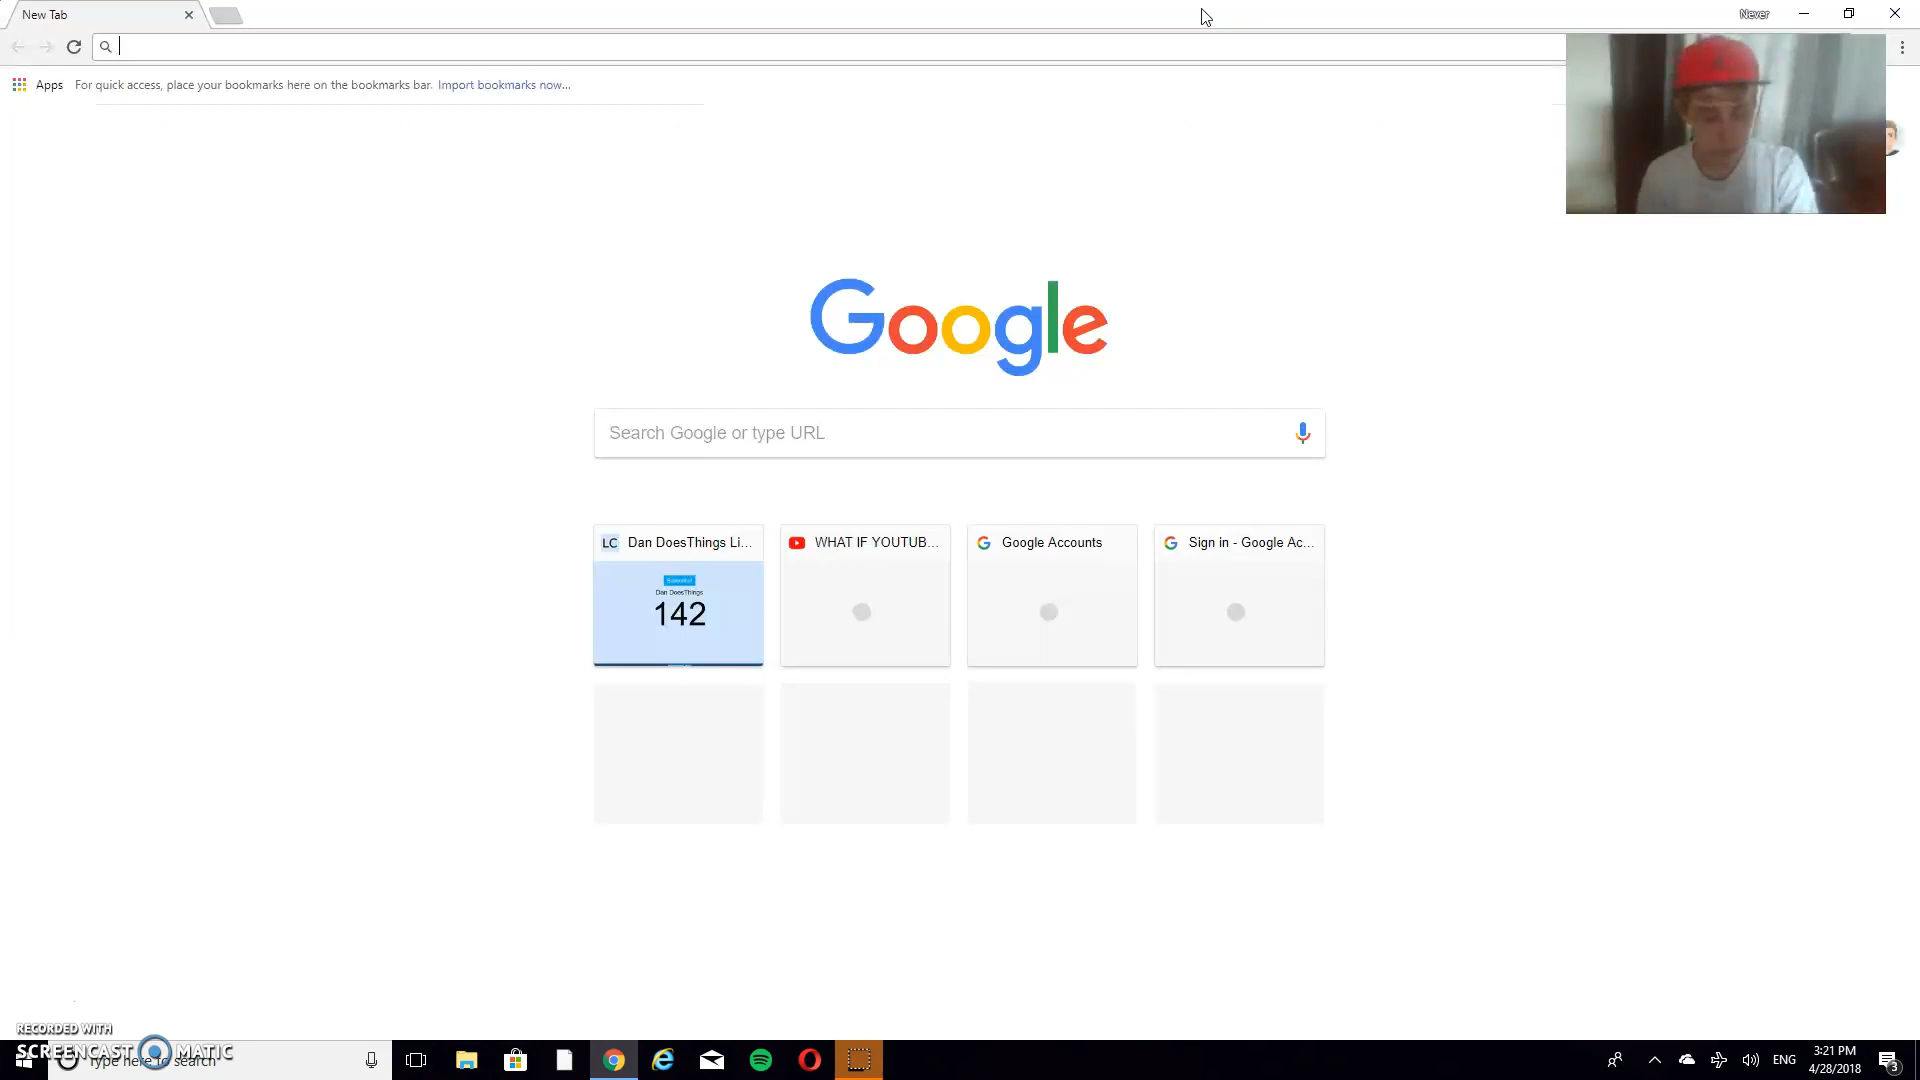 New Tab
Never
Apps For quick access, place your bookmarks here on the bookmarks bar. Import bookmarks now...
Google
Search Google or type URL
LC Dan DoesThings Li...
WHAT IF YOUTUB...
Google Accounts
Sign in - Google Ac...
Dan DoesThings
142
RECORDED WITH
SCREENCAST MATIC
Type here to search
ENG
3:21 PM
4/28/2018
3